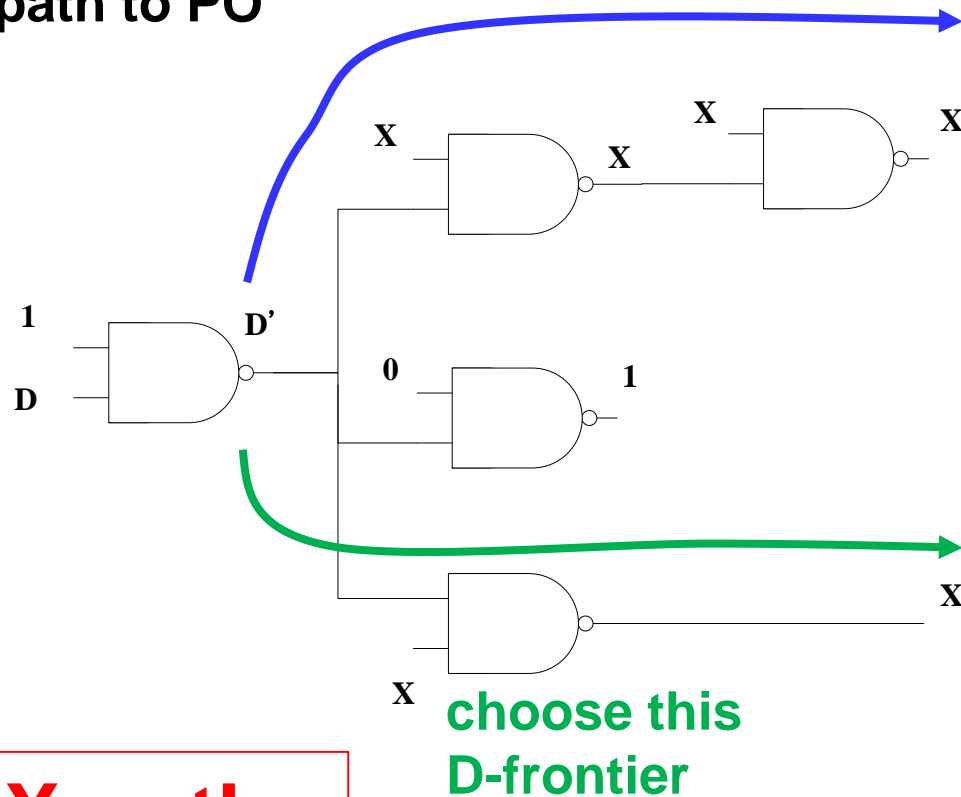 path to PO
X
X
X
X
1
D'
D
0
1
X
X
choose this
D-frontier